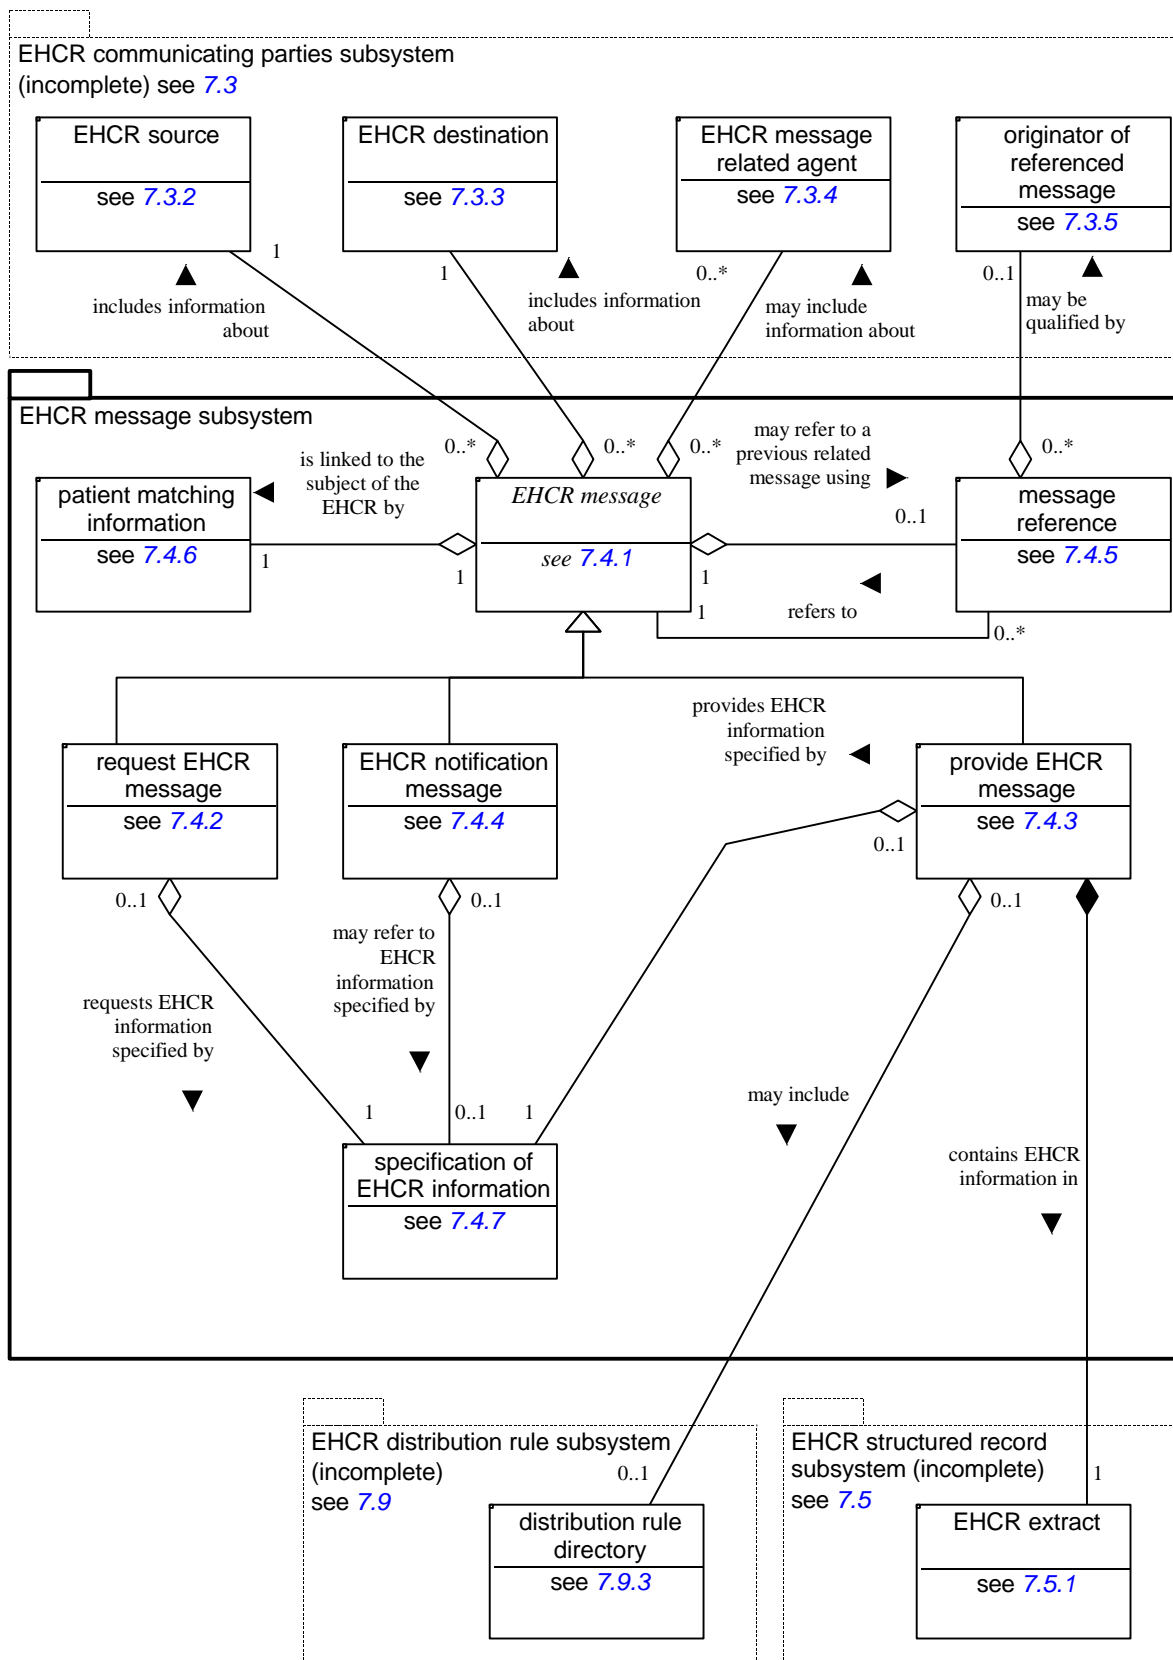 EHCR communicating parties subsystem
(incomplete) see 7.3
EHCR source
see 7.3.2
EHCR destination
see 7.3.3
EHCR message
related agent
see 7.3.4
originator of
referenced
message
see 7.3.5
1
includes information
about
1
includes information
about
0..*
may include
information about
0..1
may be
qualified by
EHCR message subsystem
0..*
0..*
0..*
0..*
is linked to the
subject of the
EHCR by
may refer to a
previous related
message using
patient matching
information
see 7.4.6
EHCR message
see 7.4.1
message
reference
see 7.4.5
1
1
1
0..1
1
refers to
0..*
provides EHCR
information
specified by
request EHCR
message
see 7.4.2
EHCR notification
message
see 7.4.4
provide EHCR
message
see 7.4.3
0..1
0..1
0..1
0..1
may refer to
EHCR
information
specified by
requests EHCR
information
specified by
1
0..1
1
may include
contains EHCR
information in
specification of
EHCR information
see 7.4.7
EHCR distribution rule subsystem
(incomplete)
see 7.9
0..1
distribution rule
directory
see 7.9.3
EHCR structured record
subsystem (incomplete)
see 7.5
1
EHCR extract
see 7.5.1